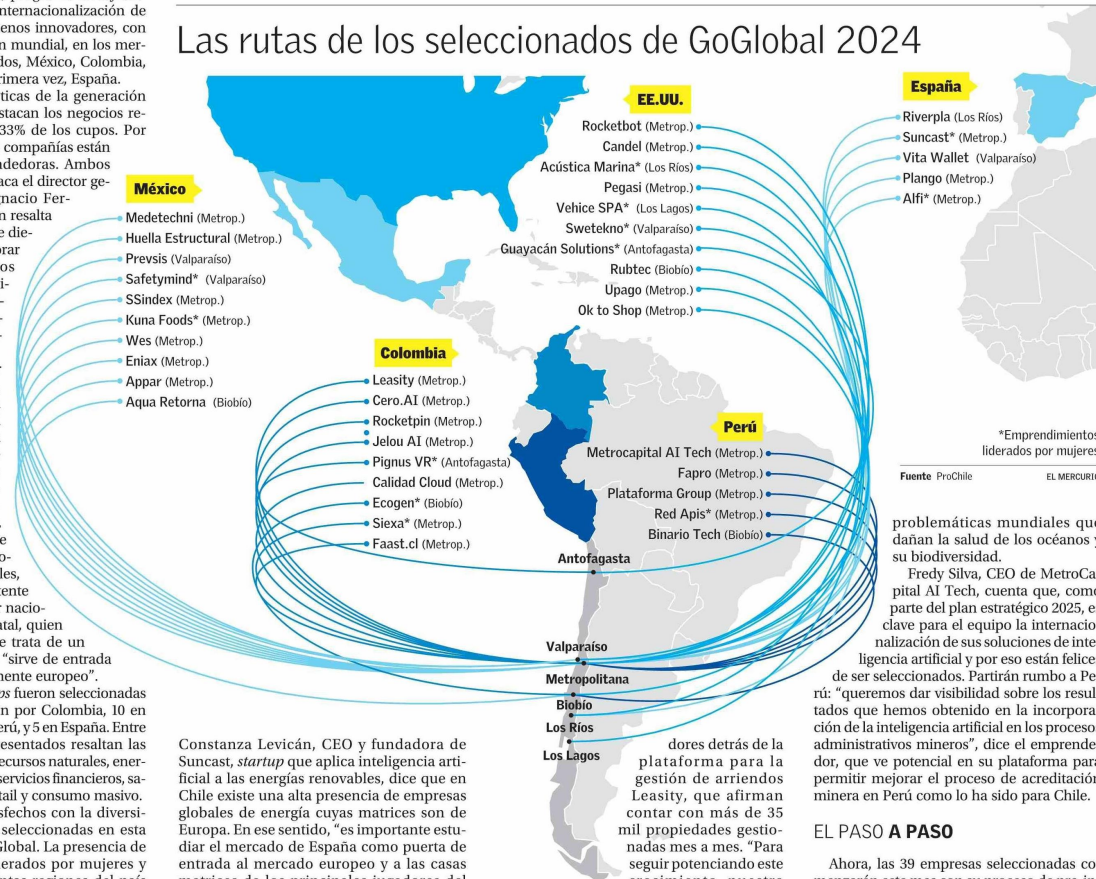 nternacionalización de
enos innovadores, con
n mundial, en los mer-
dos, México, Colombia,
rimera vez, España.
ticas de la generación
stacan los negocios re-
33% de los cupos. Por
compañías están
ndedoras. Ambos
aca el director ge-
gnacio Fer-
n resalta
e die-
orar
os
Las rutas de los seleccionados de GoGlobal 2024
México
Medetechni (Metrop.)
Huella Estructural (Metrop.)
Prevsis (Valparaíso)
Safetymind* (Valparaíso)
SSindex (Metrop.)
Kuna Foods* (Metrop.)
Wes (Metrop.)
Eniax (Metrop.)
Appar (Metrop.)
Aqua Retorna (Biobío)
Colombia
Leasity (Metrop.)
Cero.AI (Metrop.)
Rocketpin (Metrop.)
Jelou AI (Metrop.)
Pignus VR* (Antofagasta)
Calidad Cloud (Metrop.)
Ecogen* (Biobío)
Siexa* (Metrop.)
Faast.cl (Metrop.)
EE.UU.
Rocketbot (Metrop.)
Candel (Metrop.)
Acústica Marina* (Los Ríos)
Pegasi (Metrop.)
Vehice SPA* (Los Lagos)
Swetekno* (Valparaíso)
Guayacán Solutions* (Antofagasta)
Rubtec (Biobío)
Upago (Metrop.)
Ok to Shop (Metrop.)
España
Riverpla (Los Ríos)
Suncast* (Metrop.)
Vita Wallet (Valparaíso)
Plango (Metrop.)
Alfi* (Metrop.)
Perú
Metrocapital AI Tech (Metrop.)
Fapro (Metrop.)
Plataforma Group (Metrop.)
Red Apis* (Metrop.)
Binario Tech (Biobío)
Antofagasta
Valparaíso
Metropolitana
Biobío
Los Ríos
Los Lagos
*Emprendimientos
liderados por mujeres
Fuente ProChile
EL MERCURIO
e
o-
les,
tente
r nacio-
atal, quien
e trata de un
"sirve de entrada
nente europeo".
ps fueron seleccionadas
n por Colombia, 10 en
erú, y 5 en España. Entre
esentados resaltan las
ecursos naturales, ener-
servicios financieros, sa-
tail y consumo masivo.
sfechos con la diversi-
seleccionadas en esta
Global. La presencia de
lerados por mujeres y
Constanza Levicán, CEO y fundadora de
Suncast, startup que aplica inteligencia arti-
ficial a las energías renovables, dice que en
Chile existe una alta presencia de empresas
globales de energía cuyas matrices son de
Europa. En ese sentido, "es importante estu-
diar el mercado de España como puerta de
entrada al mercado europeo y a las casas
dores detrás de la
plataforma para la
gestión de arriendos
Leasity, que afirman
contar con más de 35
mil propiedades gestio-
nadas mes a mes. "Para
seguir potenciando este
problemáticas mundiales que
dañan la salud de los océanos y
su biodiversidad.
Fredy Silva, CEO de MetroCa-
pital AI Tech, cuenta que, como
parte del plan estratégico 2025, es
clave para el equipo la internacio-
nalización de sus soluciones de inte-
ligencia artificial y por eso están felices
de ser seleccionados. Partirán rumbo a Pe-
rú: "queremos dar visibilidad sobre los resul-
tados que hemos obtenido en la incorpora-
ción de la inteligencia artificial en los procesos
administrativos mineros", dice el emprende-
dor, que ve potencial en su plataforma para
permitir mejorar el proceso de acreditación
minera en Perú como lo ha sido para Chile.
EL PASO A PASO
Ahora, las 39 empresas seleccionadas co-